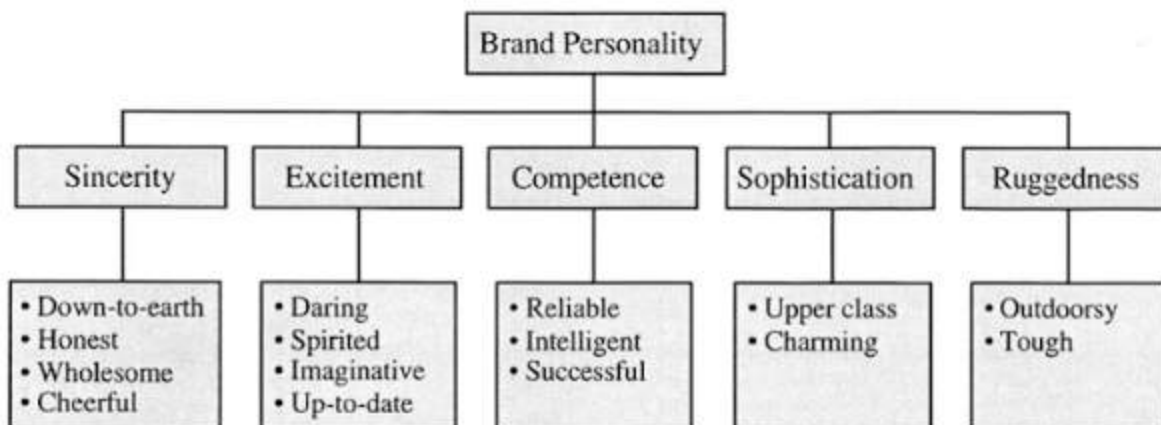 Brand Personality
Sincerity
Excitement
Competence
Sophistication
Ruggedness
• Down-to-earth
• Honest
• Wholesome
• Cheerful
• Daring
• Spirited
• Imaginative
• Up-to-date
• Reliable
• Intelligent
• Successful
• Upper class
• Charming
• Outdoorsy
• Tough